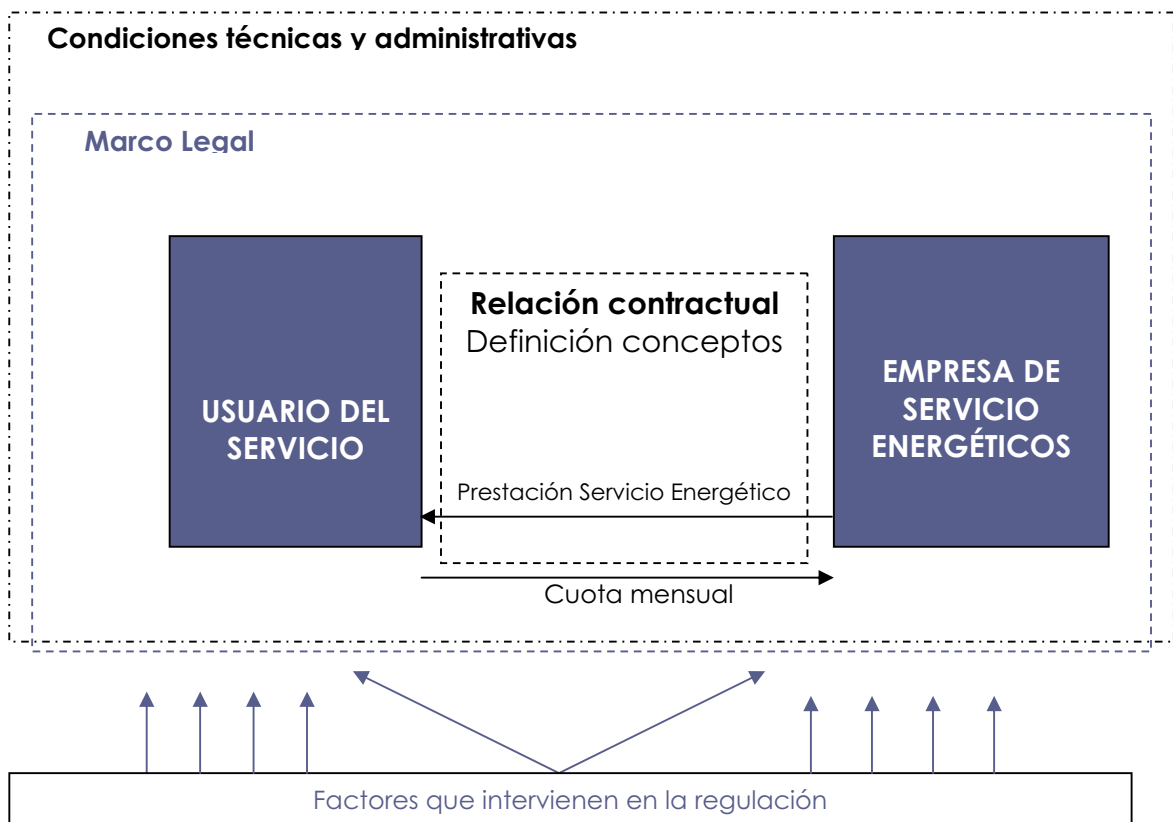 Condiciones técnicas y administrativas
Marco Legal
Relación contractual
Definición conceptos
USUARIO DEL
SERVICIO
EMPRESA DE
SERVICIO
ENERGÉTICOS
Prestación Servicio Energético
Cuota mensual
Factores que intervienen en la regulación